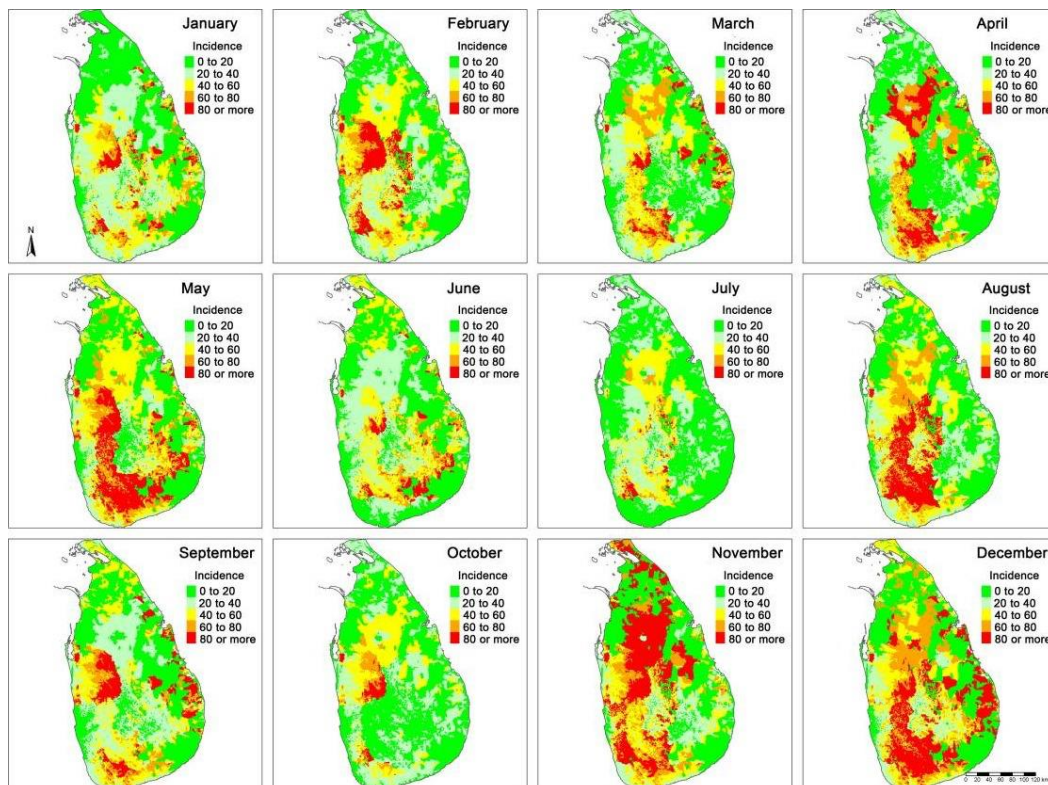 January
Incidence
0 to 20
20 to 40
40 to 60
60 to 80
80 or more
N
February
Incidence
0 to 20
20 to 40
40 to 60
60 to 80
80 or more
March
Incidence
0 to 20
20 to 40
40 to 60
60 to 80
80 or more
April
Incidence
0 to 20
20 to 40
40 to 60
60 to 80
80 or more
May
Incidence
0 to 20
20 to 40
40 to 60
60 to 80
80 or more
June
Incidence
0 to 20
20 to 40
40 to 60
60 to 80
80 or more
July
Incidence
0 to 20
20 to 40
40 to 60
60 to 80
80 or more
August
Incidence
0 to 20
20 to 40
40 to 60
60 to 80
80 or more
September
Incidence
0 to 20
20 to 40
40 to 60
60 to 80
80 or more
October
Incidence
0 to 20
20 to 40
40 to 60
60 to 80
80 or more
November
Incidence
0 to 20
20 to 40
40 to 60
60 to 80
80 or more
December
Incidence
0 to 20
20 to 40
40 to 60
60 to 80
80 or more
0 20 40 60 80 100 120 km